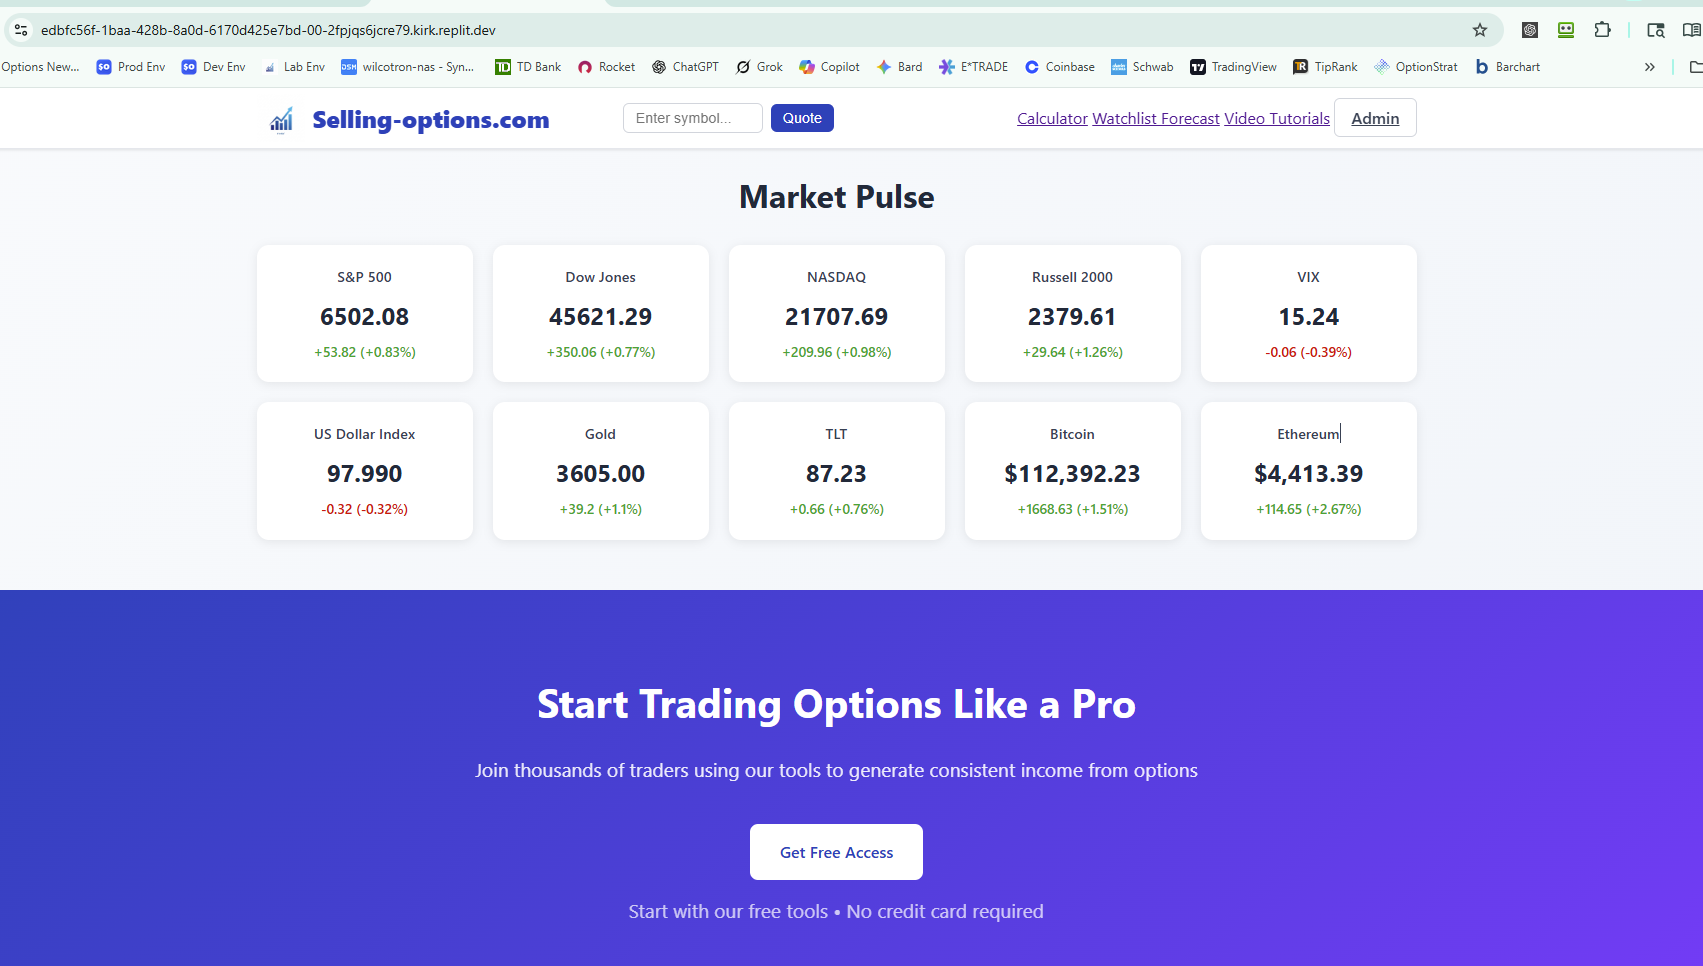 edbfc56f-1baa-428b-8a0d-6170d425e7bd-00-2fpjqs6jcre79.kirk.replit.dev
Options New... Prod Env Dev Env Lab Env wilcotron-nas - Syn... TD Bank Rocket ChatGPT Grok Copilot Bard E*TRADE Coinbase Schwab TradingView TipRank OptionStrat Barchart
Selling-options.com Enter symbol... Quote Calculator Watchlist Forecast Video Tutorials Admin
Market Pulse
S&P 500
6502.08
+53.82 (+0.83%)
Dow Jones
45621.29
+350.06 (+0.77%)
NASDAQ
21707.69
+209.96 (+0.98%)
Russell 2000
2379.61
+29.64 (+1.26%)
VIX
15.24
-0.06 (-0.39%)
US Dollar Index
97.990
-0.32 (-0.32%)
Gold
3605.00
+39.2 (+1.1%)
TLT
87.23
+0.66 (+0.76%)
Bitcoin
$112,392.23
+1668.63 (+1.51%)
Ethereum
$4,413.39
+114.65 (+2.67%)
Start Trading Options Like a Pro
Join thousands of traders using our tools to generate consistent income from options
Get Free Access
Start with our free tools • No credit card required